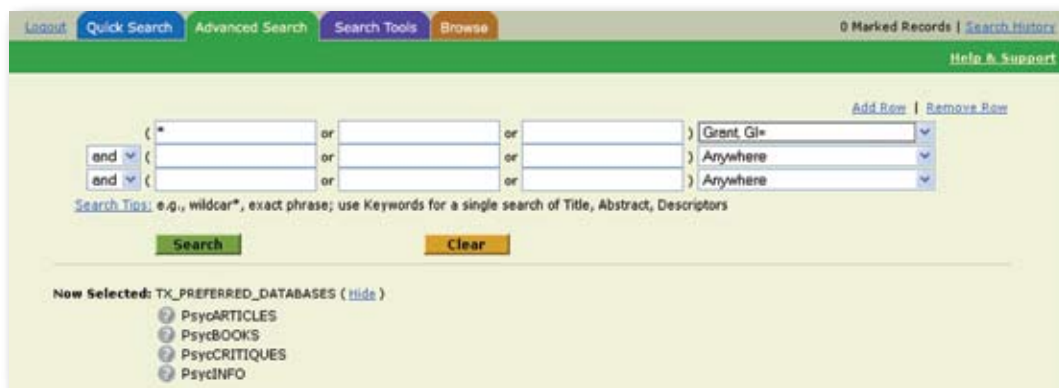 Logout Quick Search Advanced Search Search Tools Browse 0 Marked Records | Search History
Help & Support
Add Row | Remove Row
( * or or ) Grant, GI=
and ( or or ) Anywhere
and ( or or ) Anywhere
Search Tips: e.g., wildcar*, exact phrase; use Keywords for a single search of Title, Abstract, Descriptors
Search Clear
Now Selected: TX_PREFERRED_DATABASES ( Hide )
? PsycARTICLES
? PsycBOOKS
? PsycCRITIQUES
? PsycINFO